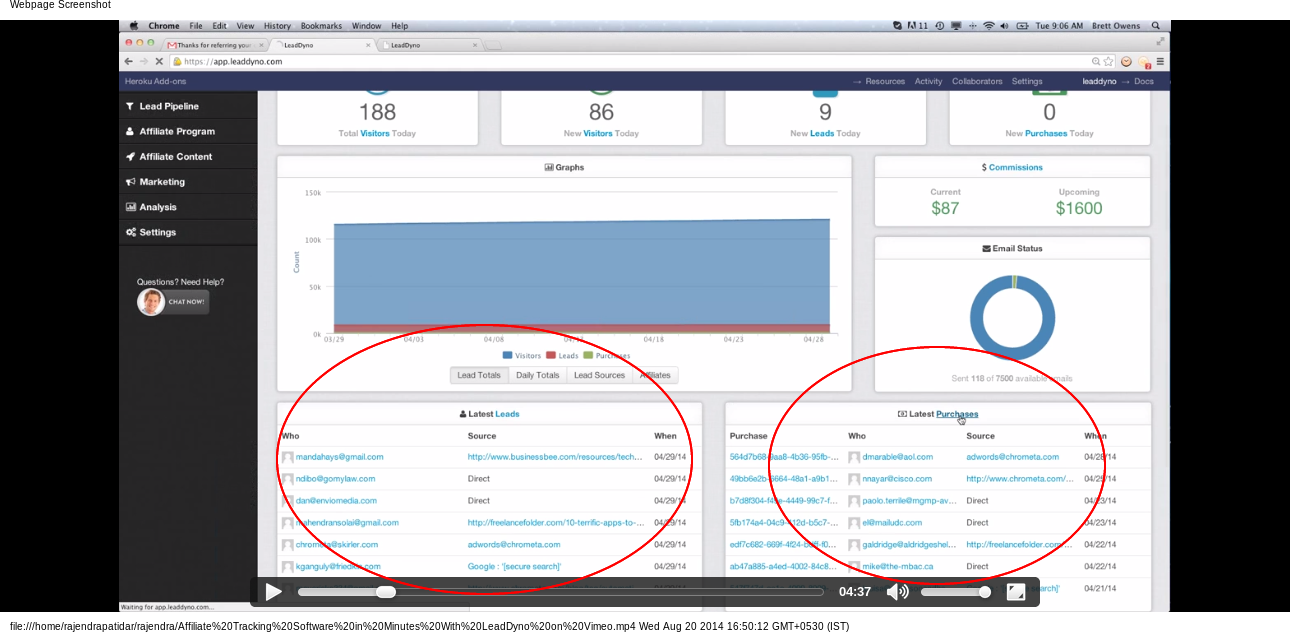 Webpage Screenshot
Chrome File Edit View History Bookmarks Window Help
11 Tue 9:06 AM Brett Owens
Thanks for referring your LeadDyno LeadDyno
https://app.leaddyno.com
Heroku Add-ons → Resources Activity Collaborators Settings leaddyno → Docs
Lead Pipeline
Affiliate Program
Affiliate Content
Marketing
Analysis
Settings
Questions? Need Help?
CHAT NOW!
188 86 9 0
Total Visitors Today New Visitors Today New Leads Today New Purchases Today
Graphs
150k
100k
50k
0k
Count
03/29 04/03 04/08 04/18 04/23 04/28
Visitors Leads Purchases
Lead Totals Daily Totals Lead Sources Affiliates
$ Commissions
Current Upcoming
$87 $1600
Email Status
Sent 118 of 7500 available emails
Latest Leads
Who Source When
mandahays@gmail.com http://www.businessbee.com/resources/tech... 04/29/14
ndibo@gomylaw.com Direct 04/29/14
dan@enviomedia.com Direct 04/29/14
mahendransolai@gmail.com http://freelancefolder.com/10-terrific-apps-to-... 04/29/14
chrometa@skirler.com adwords@chrometa.com 04/29/14
kganguly@friedkin.com Google : '[secure search]' 04/29/14
Latest Purchases
Purchase Who Source When
564d7b68-9aa8-4b36-95fb-... dmarable@aol.com adwords@chrometa.com 04/28/14
49bb6e2b-6664-48a1-a9b1... nnayar@cisco.com http://www.chrometa.com/... 04/25/14
b7d8f304-f49e-4449-99c7-f... paolo.terrile@mgmp-av... Direct 04/23/14
5fb174a4-04c9-412d-b5c7-... el@mailudc.com Direct 04/23/14
edf7c682-669f-4f24-bdff-f0... galdridge@aldridgeshel... http://freelancefolder.com... 04/22/14
ab47a885-a4ed-4002-84c8... mike@the-mbac.ca Direct 04/22/14
search]' 04/21/14
04:37
Waiting for app.leaddyno.com...
file:///home/rajendrapatidar/rajendra/Affiliate%20Tracking%20Software%20in%20Minutes%20With%20LeadDyno%20on%20Vimeo.mp4 Wed Aug 20 2014 16:50:12 GMT+0530 (IST)